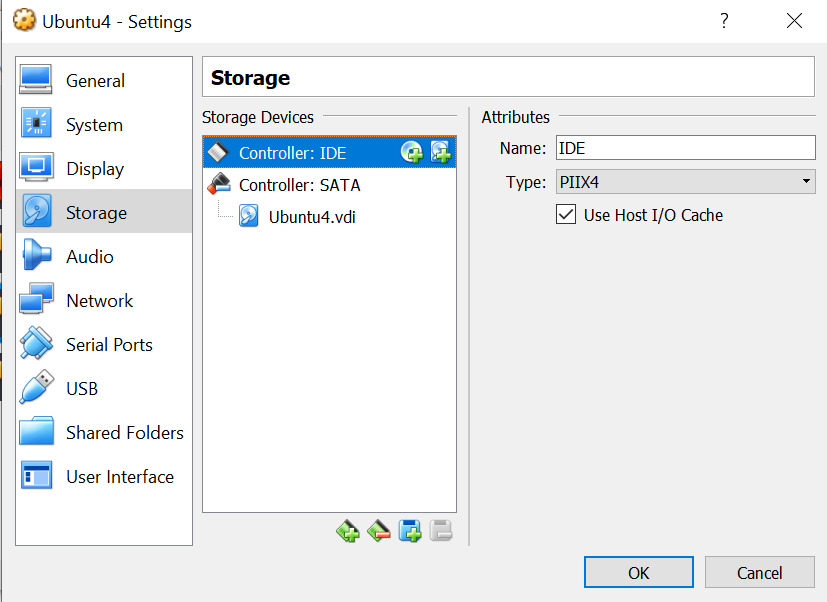 Ubuntu4 - Settings
?
General
System
Display
Storage
Audio
Network
Serial Ports
USB
Shared Folders
User Interface
Storage
Storage Devices
Controller: IDE
Controller: SATA
Ubuntu4.vdi
Attributes
Name: IDE
Type: PIIX4
Use Host I/O Cache
OK
Cancel